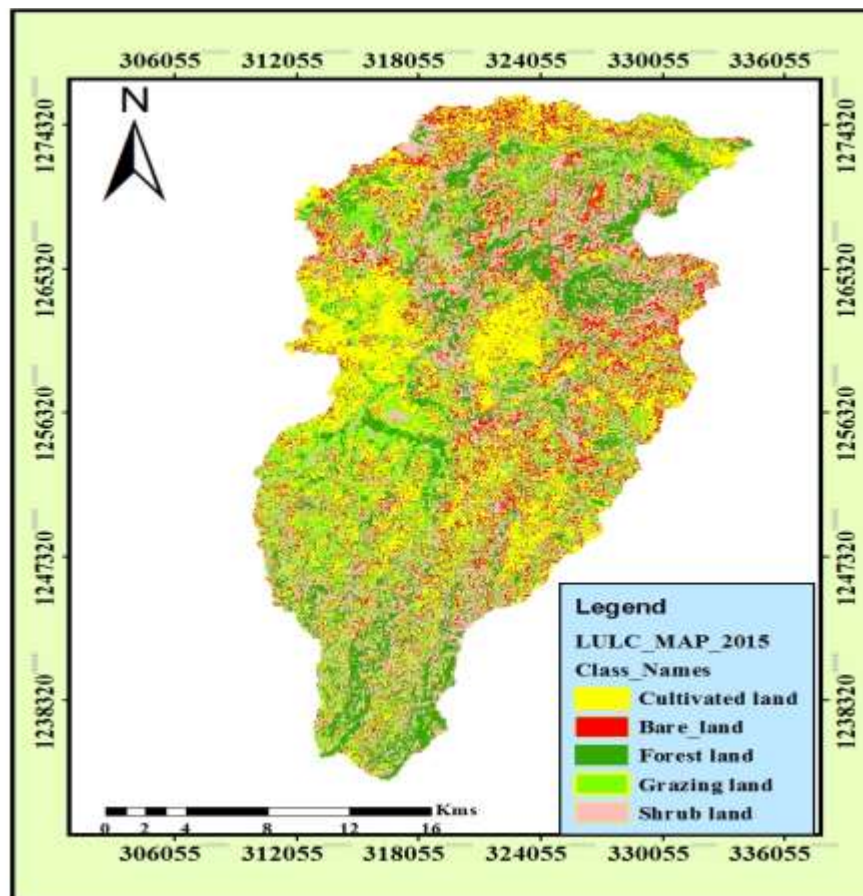 306055 312055 318055 324055 330055 336055
N
1274320 1274320
1265320 1265320
1256320 1256320
1247320 1247320
1238320 1238320
Legend
LULC_MAP_2015
Class_Names
Cultivated land
Bare_land
Forest land
Grazing land
Shrub land
Kms
0 2 4 8 12 16
306055 312055 318055 324055 330055 336055